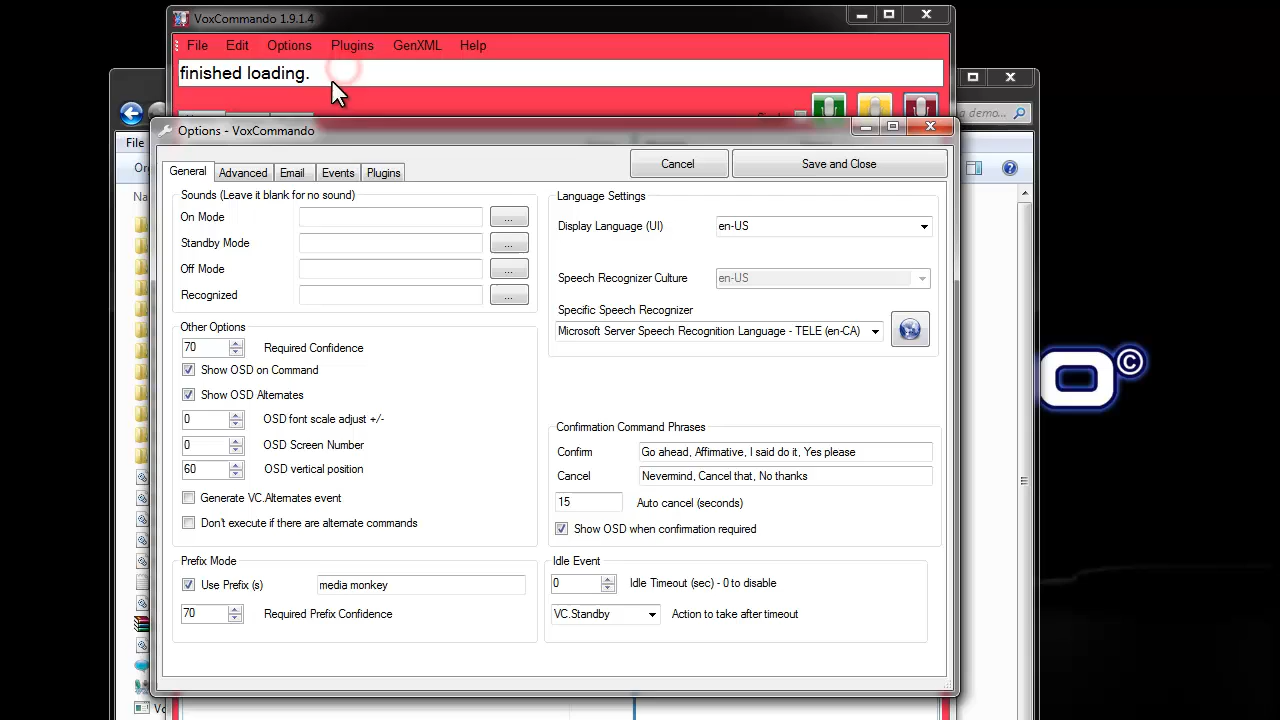 VoxCommando 1.9.1.4
File Edit Options Plugins GenXML Help
finished loading.
a demo...
File
Options - VoxCommando
General Advanced Email Events Plugins
Cancel Save and Close
Sounds (Leave it blank for no sound)
On Mode ...
Standby Mode ...
Off Mode ...
Recognized ...
Language Settings
Display Language (UI) en-US
Speech Recognizer Culture en-US
Specific Speech Recognizer
Microsoft Server Speech Recognition Language - TELE (en-CA)
Other Options
70 Required Confidence
Show OSD on Command
Show OSD Alternates
0 OSD font scale adjust +/-
0 OSD Screen Number
60 OSD vertical position
Generate VC.Alternates event
Don't execute if there are alternate commands
Confirmation Command Phrases
Confirm Go ahead, Affirmative, I said do it, Yes please
Cancel Nevermind, Cancel that, No thanks
15 Auto cancel (seconds)
Show OSD when confirmation required
Prefix Mode
Use Prefix (s) media monkey
70 Required Prefix Confidence
Idle Event
0 Idle Timeout (sec) - 0 to disable
VC.Standby Action to take after timeout
o©